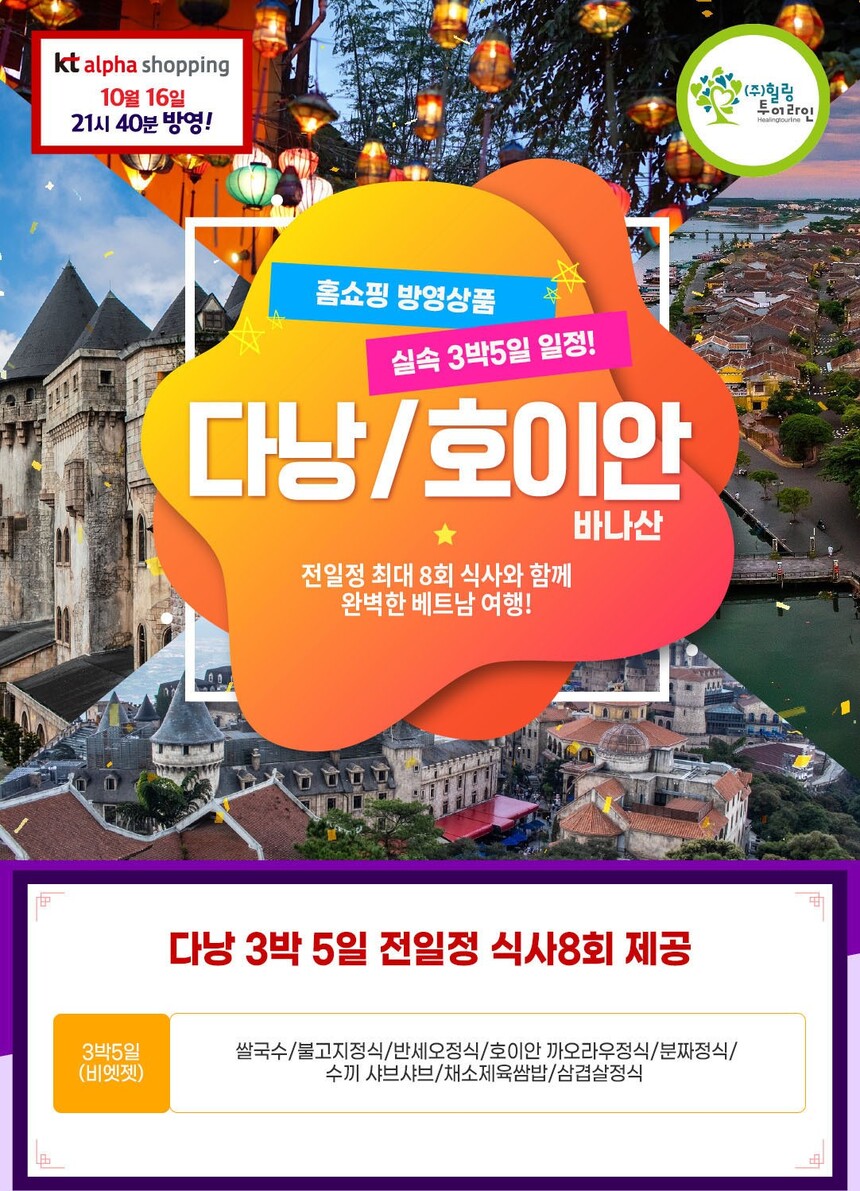 kt alpha shopping
10월 16일
21시 40분 방영!
(주)힐링
투어라인
Healingtourline
홈쇼핑 방영상품
실속 3박5일 일정!
다낭/호이안
바나산
전일정 최대 8회 식사와 함께
완벽한 베트남 여행!
다낭 3박 5일 전일정 식사8회 제공
3박5일
(비엣젯)
쌀국수/불고지정식/반세오정식/호이안 까오라우정식/분짜정식/
수끼 샤브샤브/채소제육쌈밥/삼겹살정식